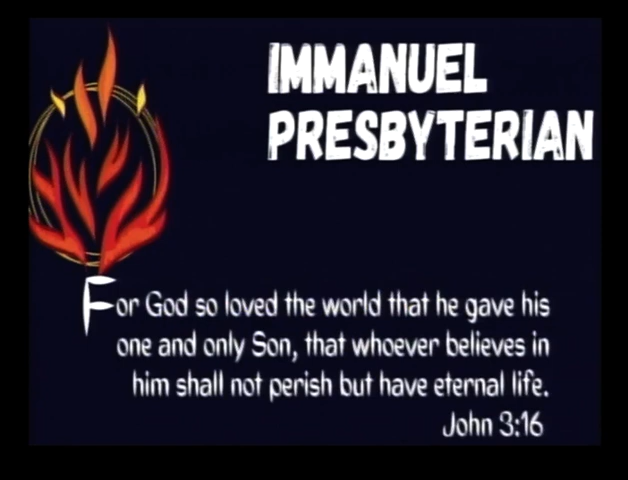 IMMANUEL
PRESBYTERIAN
For God so loved the world that he gave his
one and only Son, that whoever believes in
him shall not perish but have eternal life.
John 3:16